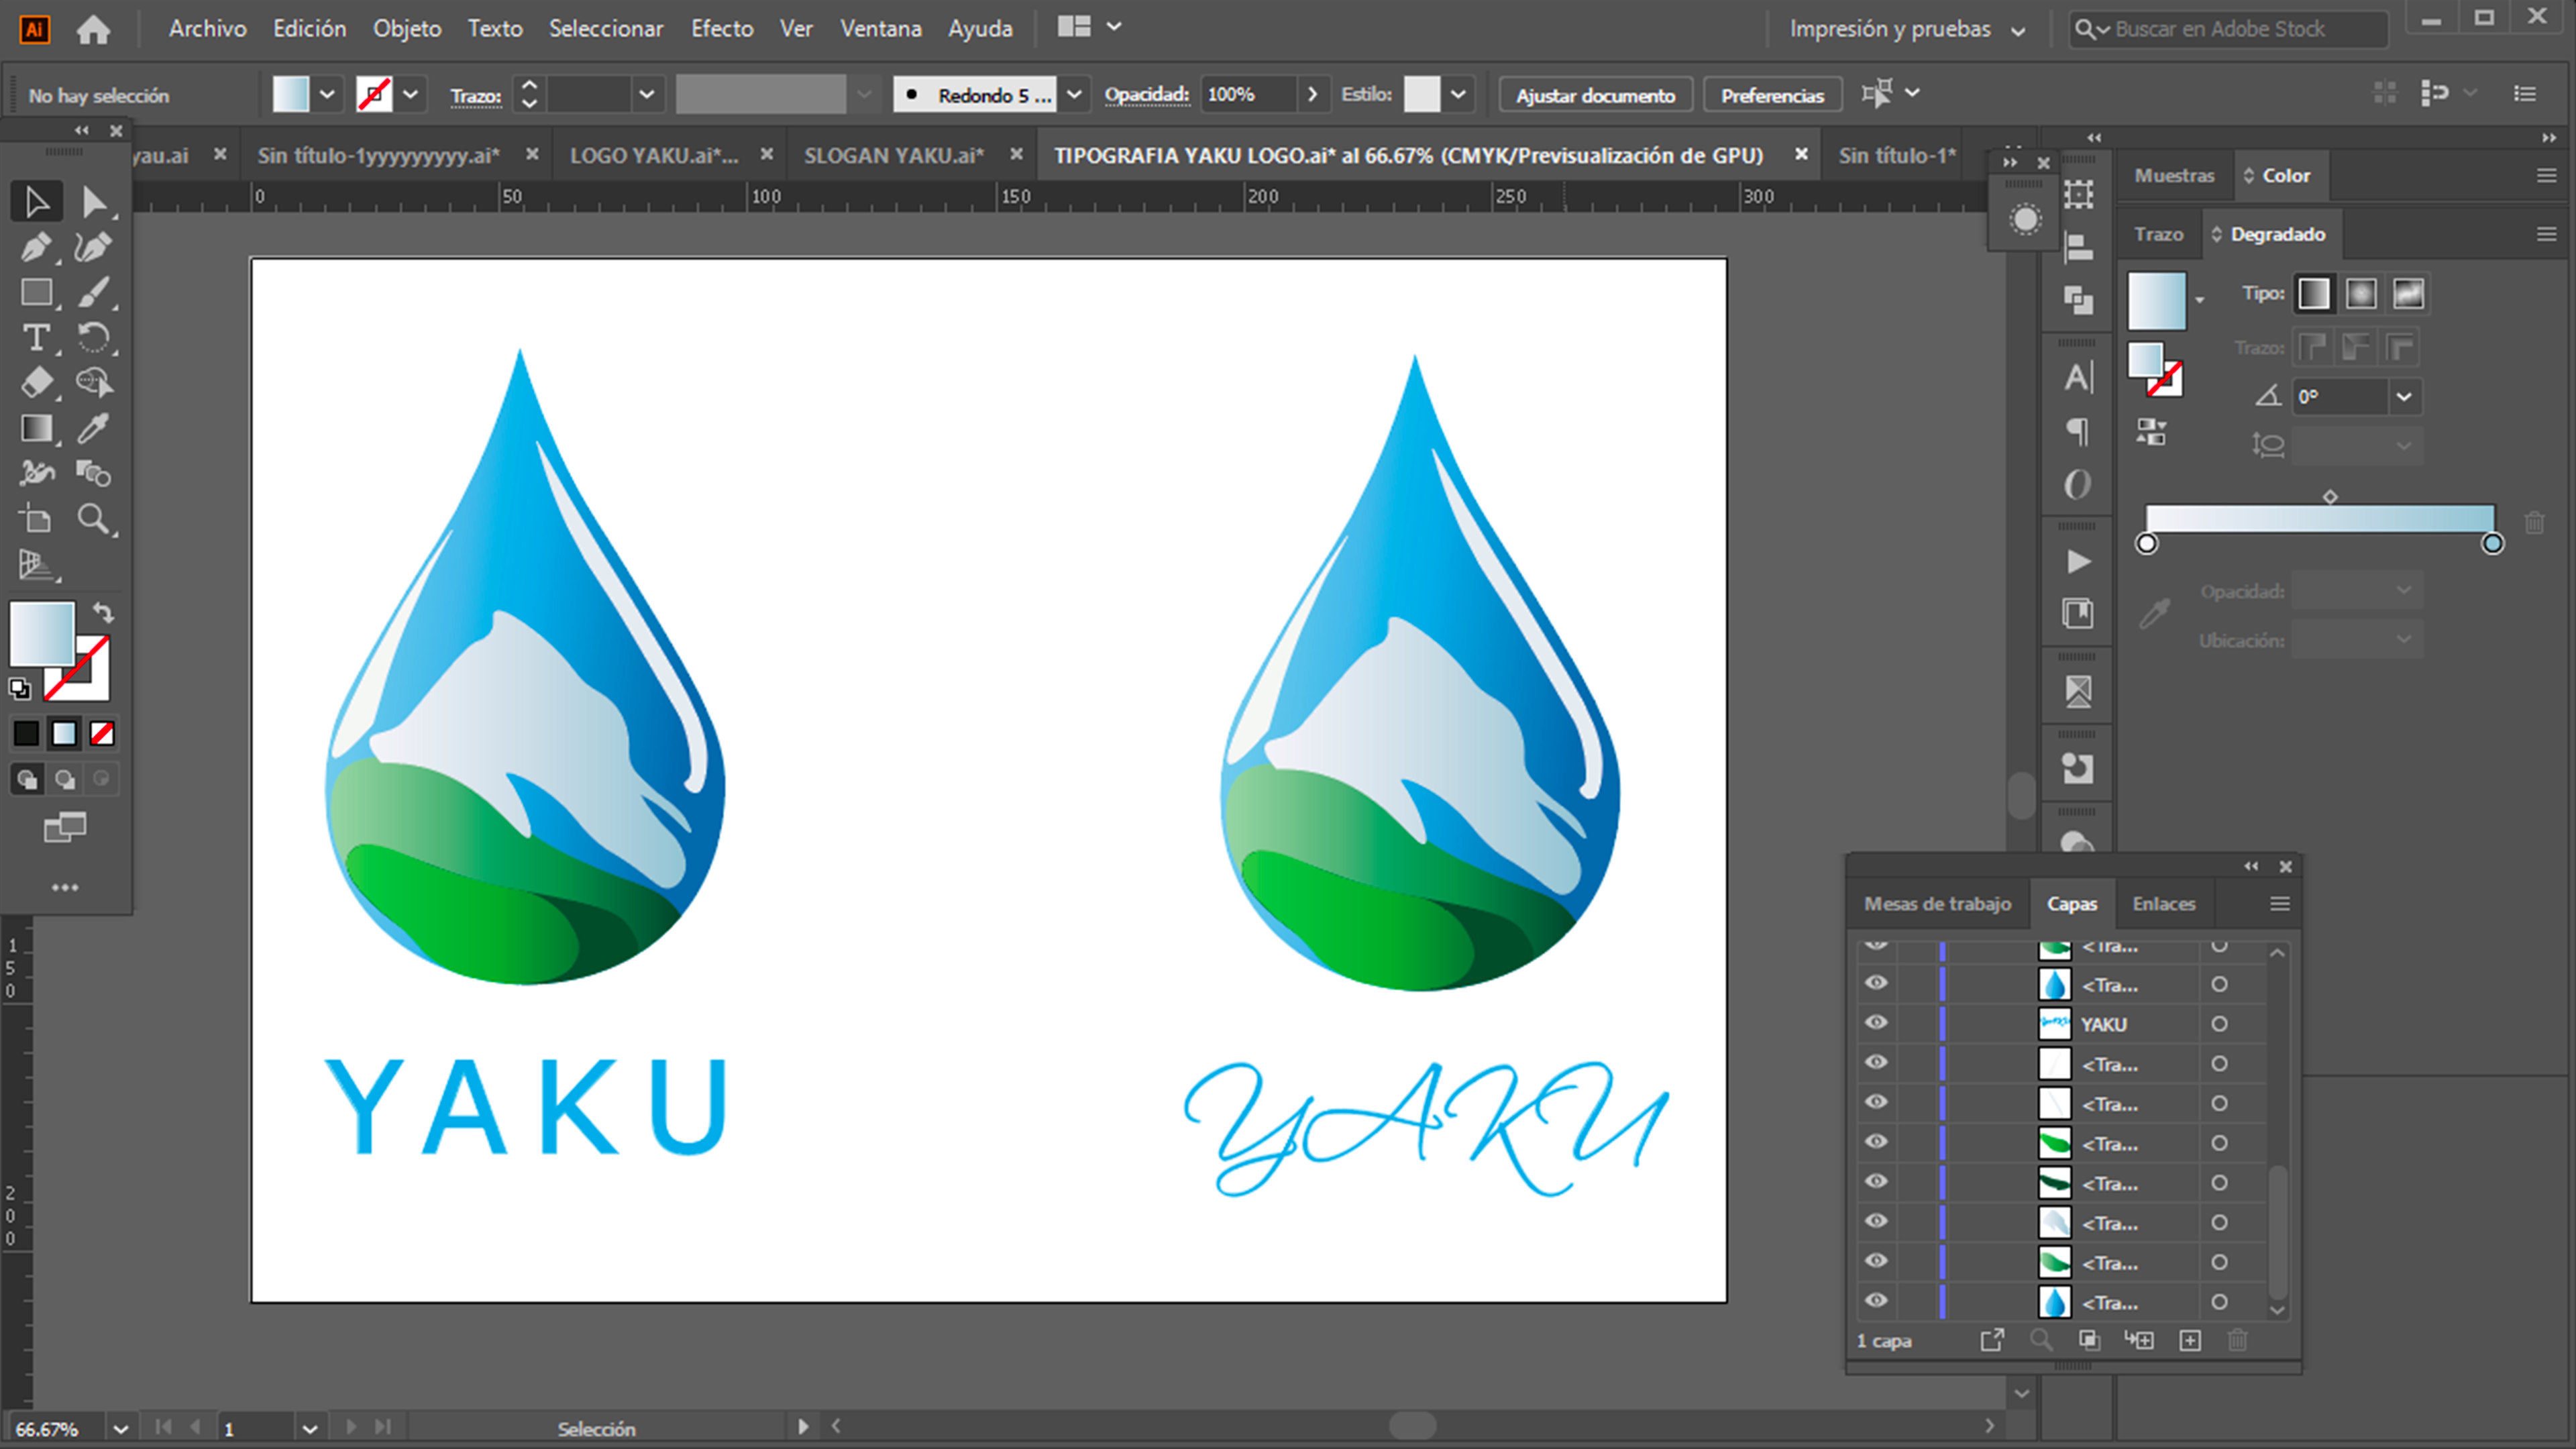 Ai Archivo Edición Objeto Texto Seleccionar Efecto Ver Ventana Ayuda Impresión y pruebas Buscar en Adobe Stock
No hay selección Trazo: Redondo 5 ... Opacidad: 100% Estilo: Ajustar documento Preferencias
yau.ai Sin título-1yyyyyyyyy.ai* LOGO YAKU.ai*... SLOGAN YAKU.ai* TIPOGRAFIA YAKU LOGO.ai* al 66.67% (CMYK/Previsualización de GPU) Sin título-1*
0 50 100 150 200 250 300
Muestras Color
Trazo Degradado
Tipo:
Trazo:
0°
Opacidad:
Ubicación:
YAKU
YAKU
150
200
Mesas de trabajo Capas Enlaces
<Tra...
<Tra...
YAKU
<Tra...
<Tra...
<Tra...
<Tra...
<Tra...
<Tra...
<Tra...
1 capa
66.67% 1 Selección